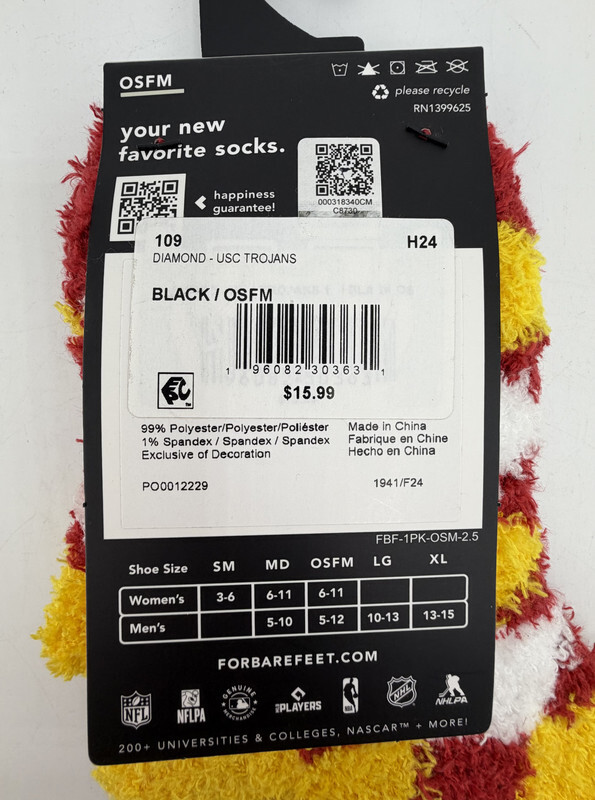 OSFM
please recycle
RN1399625
your new
favorite socks.
happiness
guarantee!
000318340CM
C8730
109 H24
DIAMOND - USC TROJANS
BLACK / OSFM
1 96082 30363 1
$15.99
99% Polyester/Polyester/Poliéster
1% Spandex / Spandex / Spandex
Exclusive of Decoration
Made in China
Fabrique en Chine
Hecho en China
PO0012229 1941/F24
FBF-1PK-OSM-2.5
Shoe Size SM MD OSFM LG XL
Women's 3-6 6-11 6-11
Men's 5-10 5-12 10-13 13-15
FORBAREFEET.COM
NFL NFLPA GENUINE MERCHANDISE PLAYERS NBA NHL NHLPA
200+ UNIVERSITIES & COLLEGES, NASCAR™ + MORE!